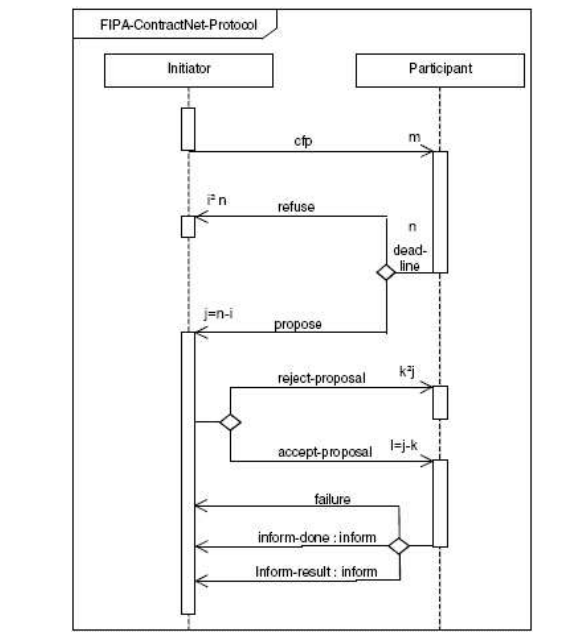 FIPA-ContractNet-Protocol
Initiator
Participant
cfp
m
i² n
refuse
n
dead-
line
j=n-i
propose
reject-proposal
k²j
accept-proposal
l=j-k
failure
inform-done : inform
Inform-result : inform